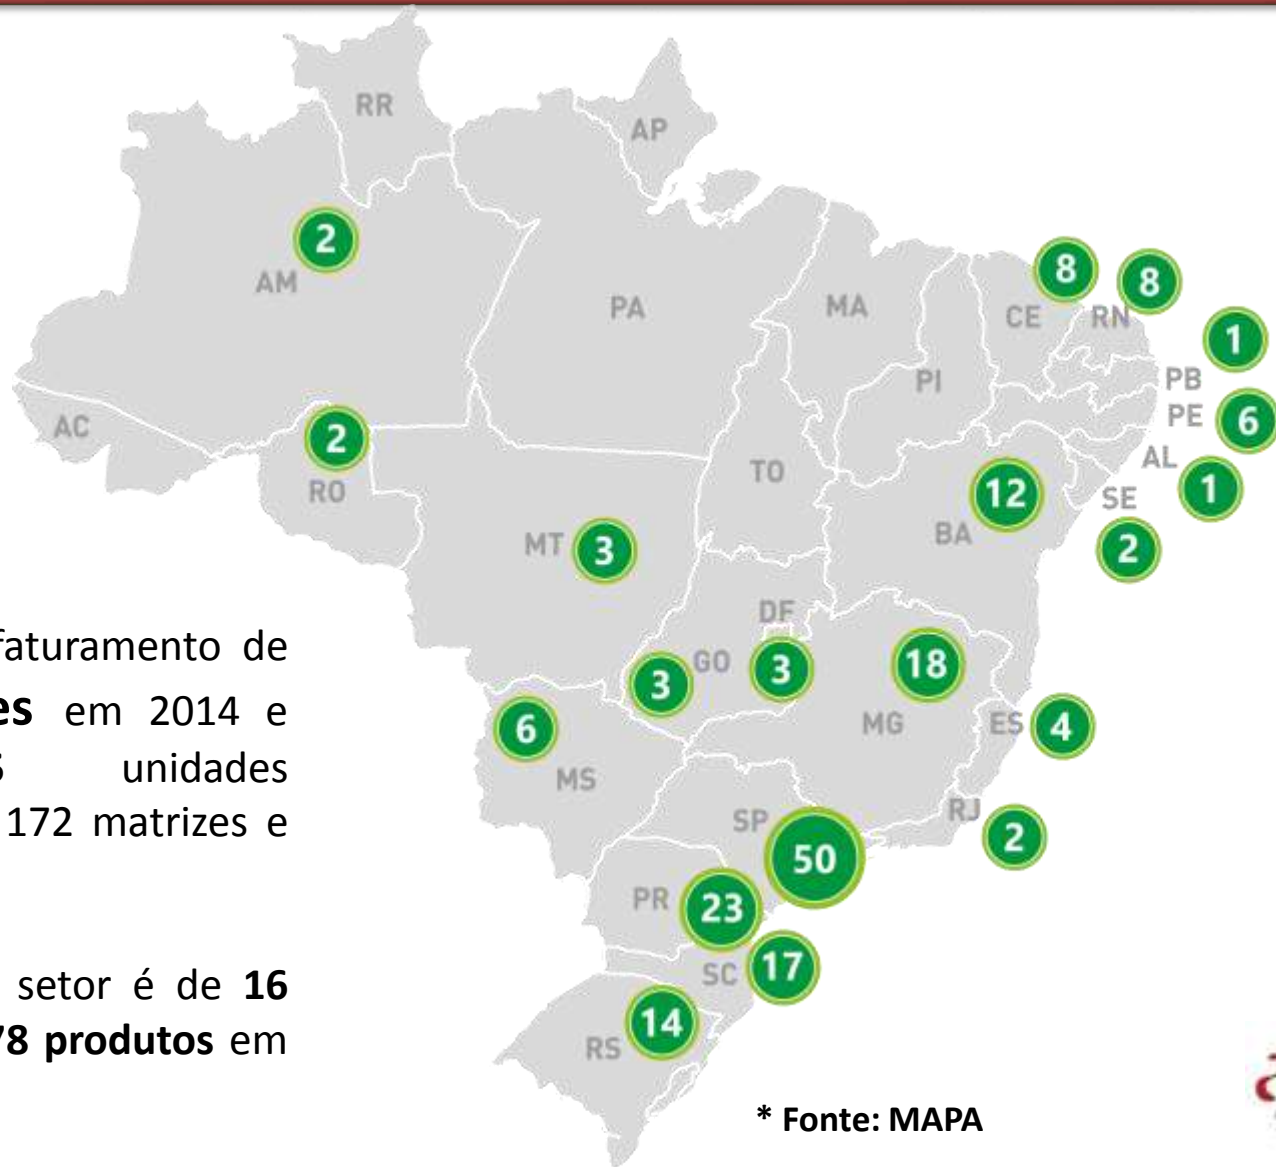 RR
AP
2
AM
PA
MA
8
CE
8
RN
1
PB
PI
PE
6
AC
2
RO
TO
AL
1
12
SE
BA
2
MT
3
DF
faturamento de
GO
3
3
18
es em 2014 e
6
MG
ES
4
unidades
MS
172 matrizes e
SP
50
RJ
2
PR
23
setor é de 16
SC
17
78 produtos em
14
RS
* Fonte: MAPA